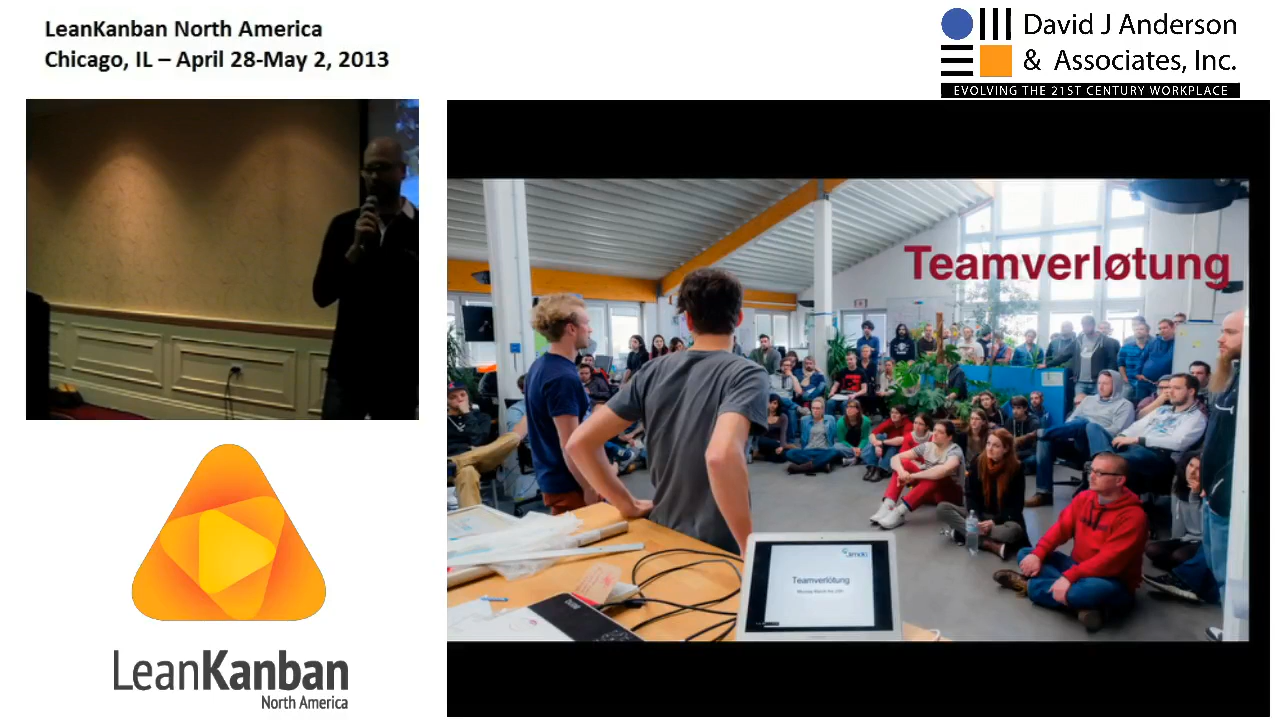 LeanKanban North America
Chicago, IL – April 28-May 2, 2013
David J Anderson
& Associates, Inc.
EVOLVING THE 21ST CENTURY WORKPLACE
Teamverløtung
Teamverlötung
LeanKanban
North America